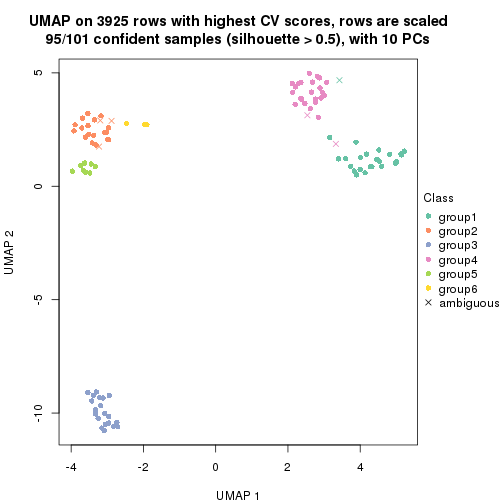 UMAP on 3925 rows with highest CV scores, rows are scaled
95/101 confident samples (silhouette > 0.5), with 10 PCs
5
0
-5
-10
UMAP 2
-4
-2
0
2
4
UMAP 1
Class
group1
group2
group3
group4
group5
group6
ambiguous